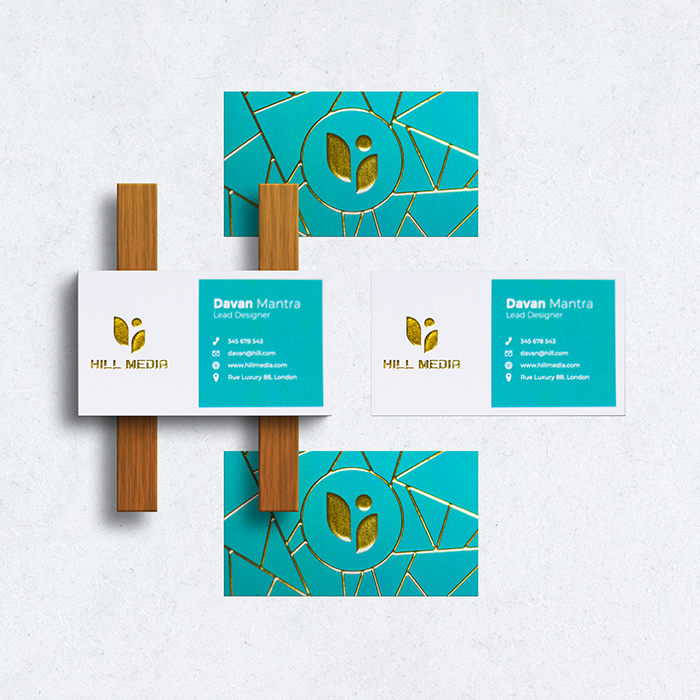 Davan Mantra
Lead Designer
HILL MEDIA
345 678 543
davan@hill.com
www.hillmedia.com
Rue Luxury 88, London
Davan Mantra
Lead Designer
HILL MEDIA
345 678 543
davan@hill.com
www.hillmedia.com
Rue Luxury 88, London